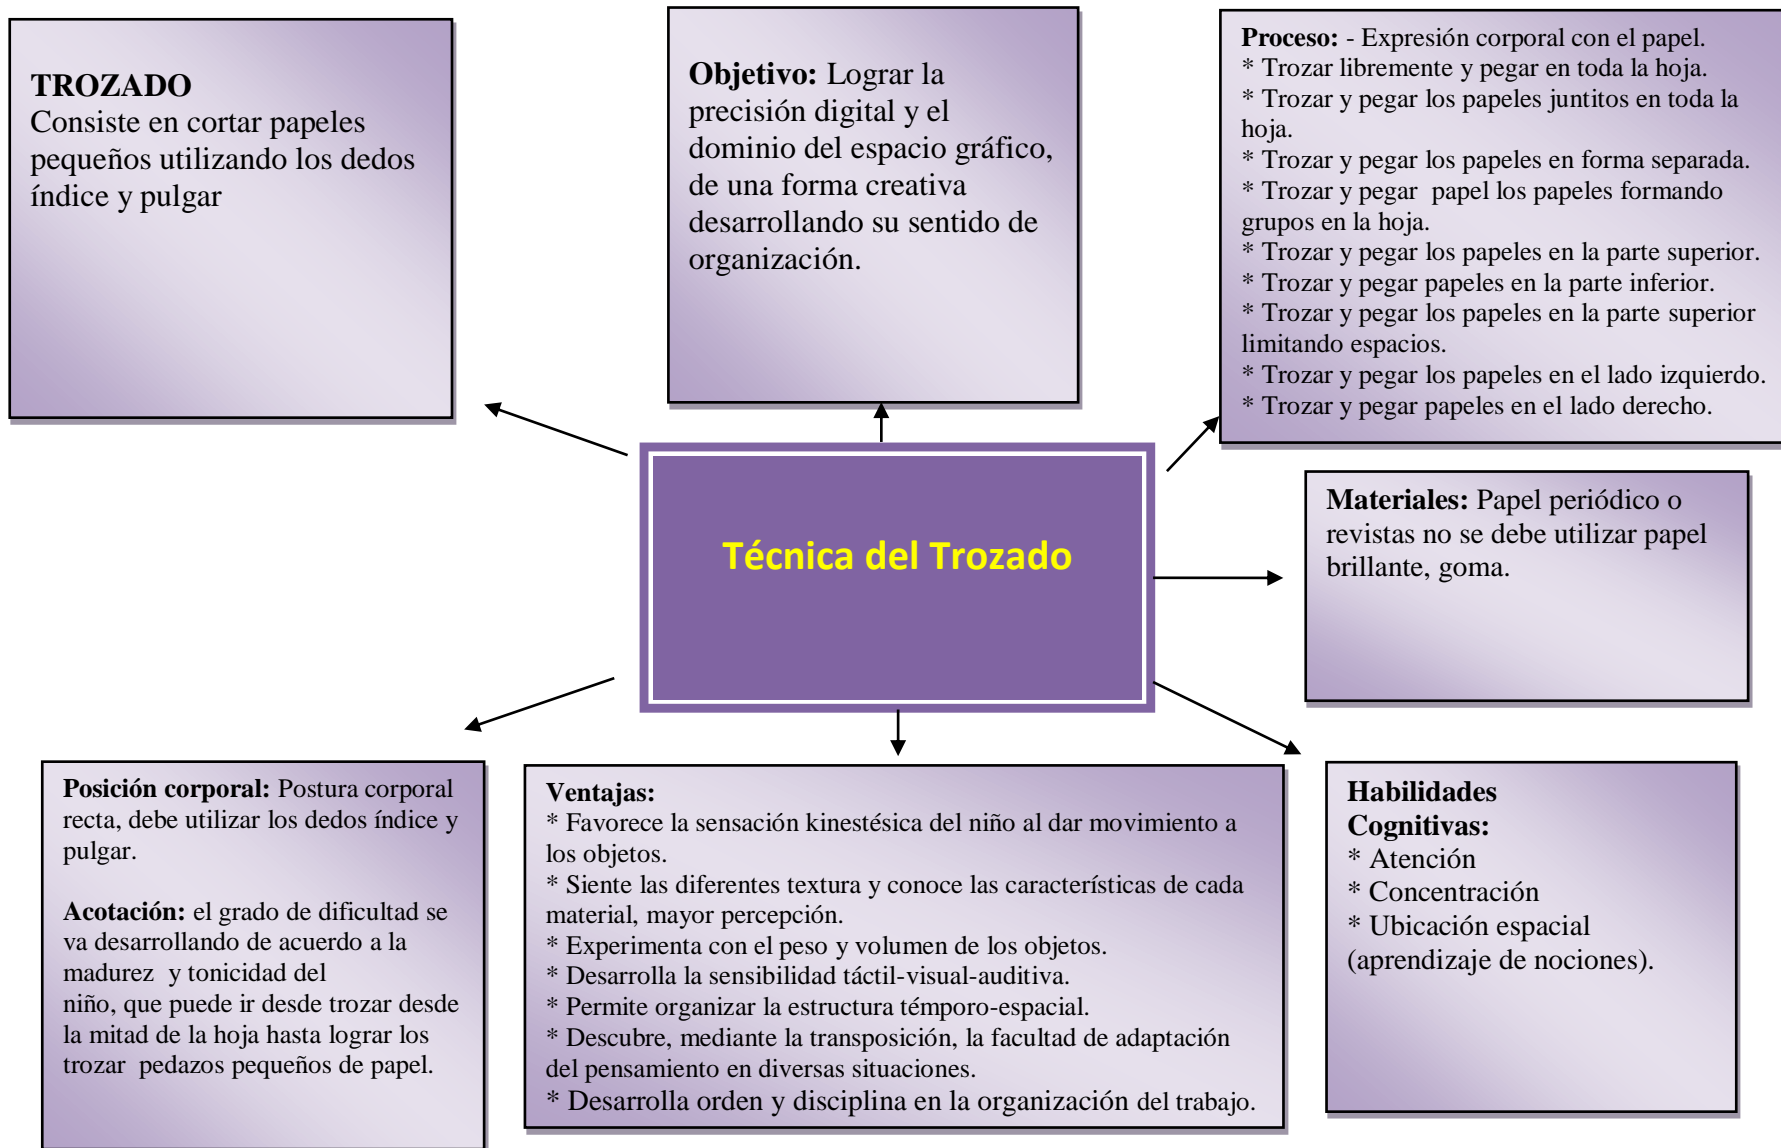 TROZADO
Consiste en cortar papeles
pequeños utilizando los dedos
índice y pulgar
Objetivo: Lograr la
precisión digital y el
dominio del espacio gráfico,
de una forma creativa
desarrollando su sentido de
organización.
Proceso: - Expresión corporal con el papel.
* Trozar libremente y pegar en toda la hoja.
* Trozar y pegar los papeles juntitos en toda la
hoja.
* Trozar y pegar los papeles en forma separada.
* Trozar y pegar  papel los papeles formando
grupos en la hoja.
* Trozar y pegar los papeles en la parte superior.
* Trozar y pegar papeles en la parte inferior.
* Trozar y pegar los papeles en la parte superior
limitando espacios.
* Trozar y pegar los papeles en el lado izquierdo.
* Trozar y pegar papeles en el lado derecho.
Técnica del Trozado
Materiales: Papel periódico o
revistas no se debe utilizar papel
brillante, goma.
Posición corporal: Postura corporal
recta, debe utilizar los dedos índice y
pulgar.
Acotación: el grado de dificultad se
va desarrollando de acuerdo a la
madurez  y tonicidad del
niño, que puede ir desde trozar desde
la mitad de la hoja hasta lograr los
trozar  pedazos pequeños de papel.
Ventajas:
* Favorece la sensación kinestésica del niño al dar movimiento a
los objetos.
* Siente las diferentes textura y conoce las características de cada
material, mayor percepción.
* Experimenta con el peso y volumen de los objetos.
* Desarrolla la sensibilidad táctil-visual-auditiva.
* Permite organizar la estructura témporo-espacial.
* Descubre, mediante la transposición, la facultad de adaptación
del pensamiento en diversas situaciones.
* Desarrolla orden y disciplina en la organización del trabajo.
Habilidades
Cognitivas:
* Atención
* Concentración
* Ubicación espacial
(aprendizaje de nociones).